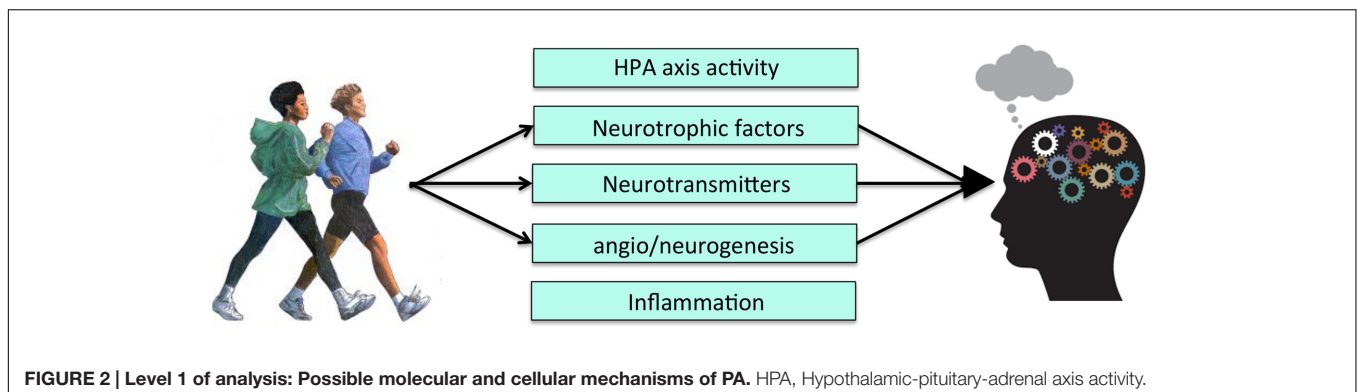 HPA axis activity
Neurotrophic factors
Neurotransmitters
angio/neurogenesis
Inflammation
FIGURE 2 | Level 1 of analysis: Possible molecular and cellular mechanisms of PA. HPA, Hypothalamic-pituitary-adrenal axis activity.